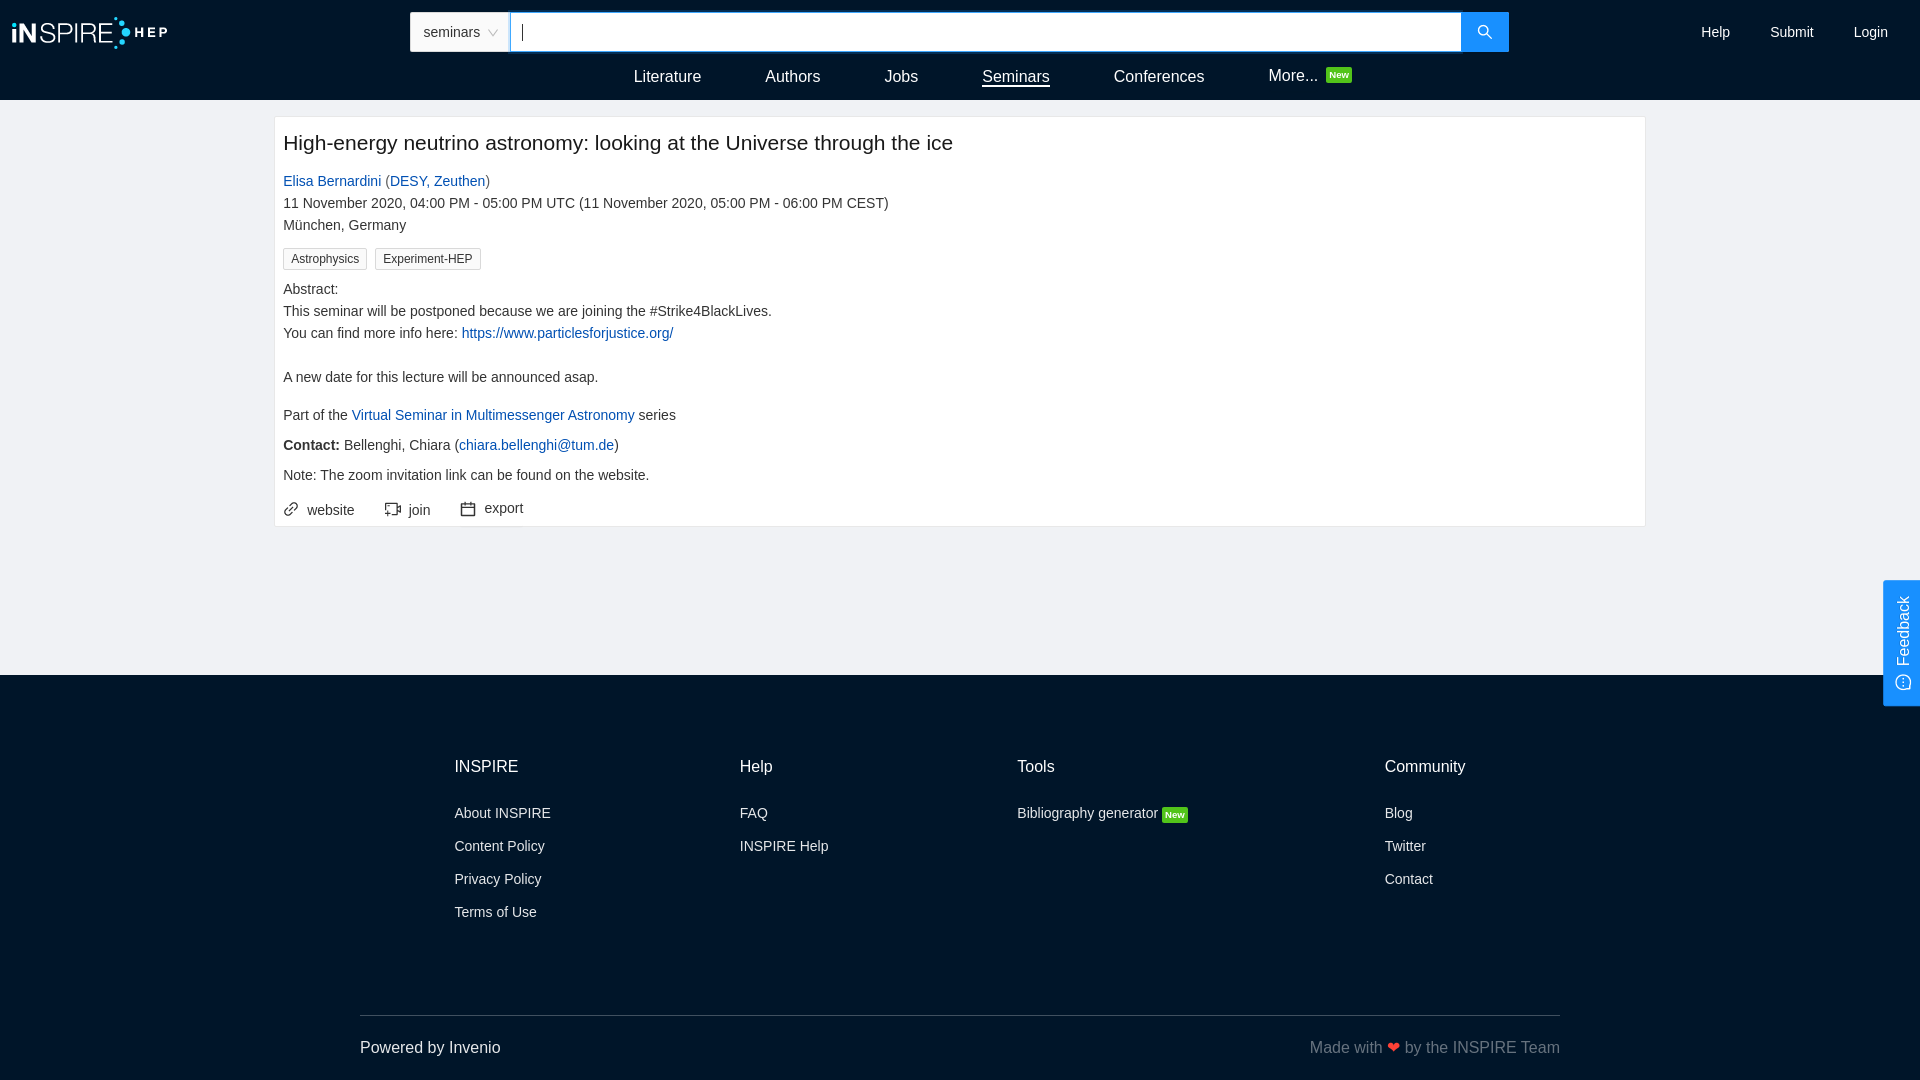 iNSPIRE HEP
seminars
Help
Submit
Login
Literature
Authors
Jobs
Seminars
Conferences
More... New
High-energy neutrino astronomy: looking at the Universe through the ice
Elisa Bernardini (DESY, Zeuthen)
11 November 2020, 04:00 PM - 05:00 PM UTC (11 November 2020, 05:00 PM - 06:00 PM CEST)
München, Germany
Astrophysics
Experiment-HEP
Abstract:
This seminar will be postponed because we are joining the #Strike4BlackLives.
You can find more info here: https://www.particlesforjustice.org/
A new date for this lecture will be announced asap.
Part of the Virtual Seminar in Multimessenger Astronomy series
Contact: Bellenghi, Chiara (chiara.bellenghi@tum.de)
Note: The zoom invitation link can be found on the website.
website
join
export
Feedback
INSPIRE
About INSPIRE
Content Policy
Privacy Policy
Terms of Use
Help
FAQ
INSPIRE Help
Tools
Bibliography generator New
Community
Blog
Twitter
Contact
Powered by Invenio
Made with ❤ by the INSPIRE Team